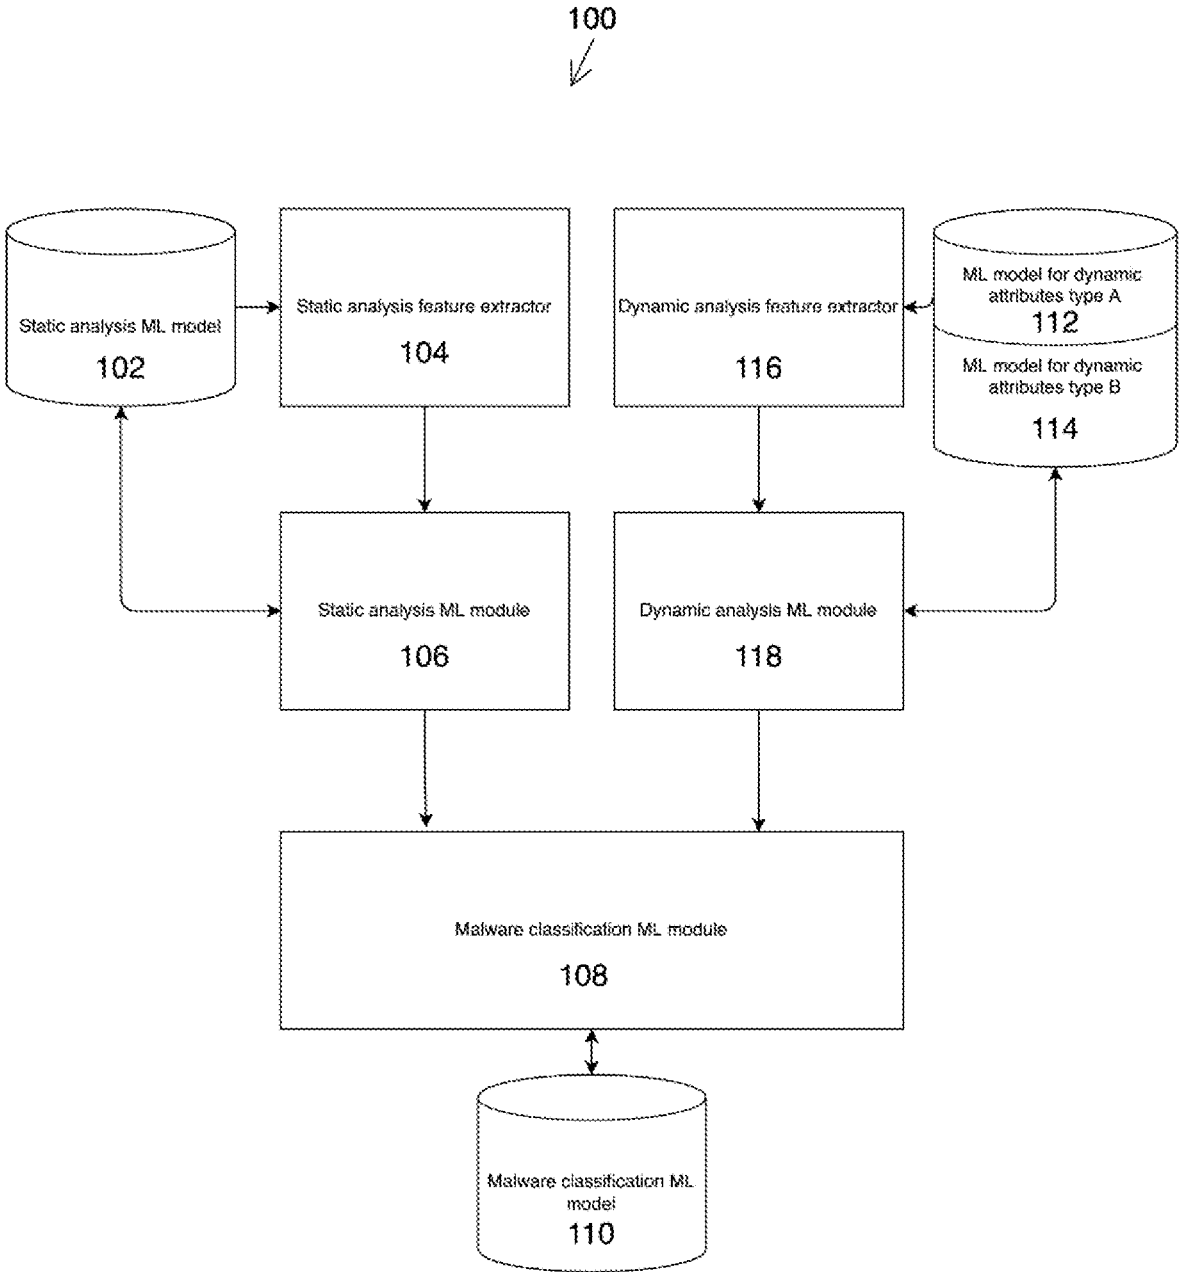 100
Static analysis ML model
102
Static analysis feature extractor
104
Dynamic analysis feature extractor
116
ML model for dynamic
attributes type A
112
ML model for dynamic
attributes type B
114
Static analysis ML module
106
Dynamic analysis ML module
118
Malware classification ML module
108
Malware classification ML
model
110